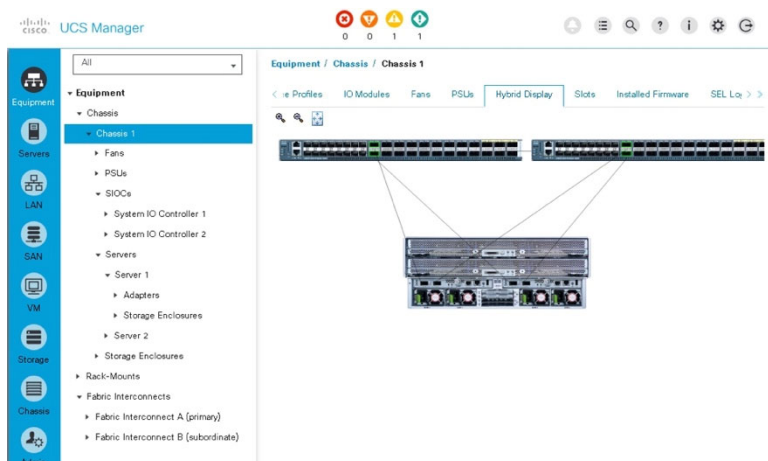 cisco. UCS Manager
0 0 1 1
Equipment
Servers
LAN
SAN
VM
Storage
Chassis
All
Equipment
Chassis
Chassis 1
Fans
PSUs
SIOCs
System IO Controller 1
System IO Controller 2
Servers
Server 1
Adapters
Storage Enclosures
Server 2
Storage Enclosures
Rack-Mounts
Fabric Interconnects
Fabric Interconnect A (primary)
Fabric Interconnect B (subordinate)
Equipment / Chassis / Chassis 1
e Profiles IO Modules Fans PSUs Hybrid Display Slots Installed Firmware SEL Log